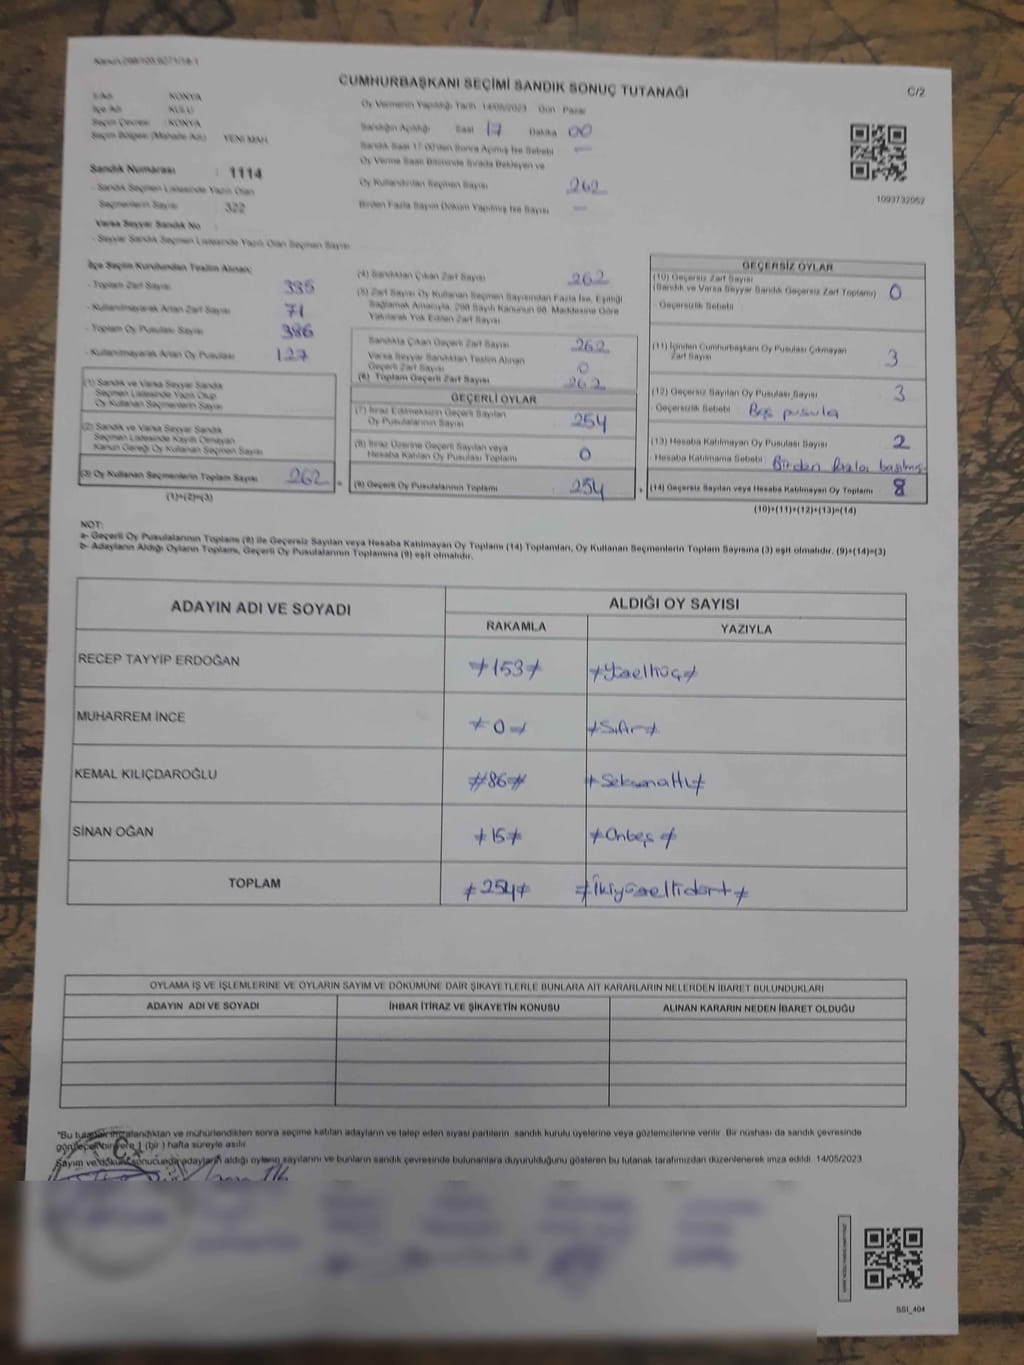 Kanun:298/103,6271/18-1
CUMHURBAŞKANI SEÇİMİ SANDIK SONUÇ TUTANAĞI
C/2
İl Adı : KONYA
İlçe Adı : KULU
Seçim Çevresi : KONYA
Seçim Bölgesi (Mahalle Adı) : YENİ MAH
Oy Vermenin Yapıldığı Tarih : 14/05/2023 Gün : Pazar
Sandığın Açıldığı Saat 17 Dakika 00
Sandık Saat 17:00'den Sonra Açılmış İse Sebebi —
Oy Verme Saati Bitiminde Sırada Bekleyen ve
Oy Kullandırılan Seçmen Sayısı 262
Birden Fazla Sayım Döküm Yapılmış İse Sayısı —
1093732052
Sandık Numarası : 1114
- Sandık Seçmen Listesinde Yazılı Olan
Seçmenlerin Sayısı : 322
Varsa Seyyar Sandık No :
- Seyyar Sandık Seçmen Listesinde Yazılı Olan Seçmen Sayısı
İlçe Seçim Kurulundan Teslim Alınan;
- Toplam Zarf Sayısı 335
- Kullanılmayarak Artan Zarf Sayısı 71
- Toplam Oy Pusulası Sayısı 386
- Kullanılmayarak Artan Oy Pusulası 127
(1) Sandık ve Varsa Seyyar Sandık
Seçmen Listesinde Yazılı Olup
Oy Kullanan Seçmenlerin Sayısı
(2) Sandık ve Varsa Seyyar Sandık
Seçmen Listesinde Kayıtlı Olmayan
Kanun Gereği Oy Kullanan Seçmen Sayısı
(3) Oy Kullanan Seçmenlerin Toplam Sayısı 262 =
(1)+(2)=(3)
(4) Sandıktan Çıkan Zarf Sayısı 262
(5) Zarf Sayısı Oy Kullanan Seçmen Sayısından Fazla İse, Eşitliği
Sağlamak Amacıyla, 298 Sayılı Kanunun 98. Maddesine Göre
Yakılarak Yok Edilen Zarf Sayısı
Sandıkta Çıkan Geçerli Zarf Sayısı 262
Varsa Seyyar Sandıktan Teslim Alınan
Geçerli Zarf Sayısı 0
(6) Toplam Geçerli Zarf Sayısı 262
GEÇERLİ OYLAR
(7) İtiraz Edilmeksizin Geçerli Sayılan
Oy Pusulalarının Sayısı 254
(8) İtiraz Üzerine Geçerli Sayılan veya
Hesaba Katılan Oy Pusulası Toplamı 0
(9) Geçerli Oy Pusulalarının Toplamı 254 +
GEÇERSİZ OYLAR
(10) Geçersiz Zarf Sayısı
(Sandık ve Varsa Seyyar Sandık Geçersiz Zarf Toplamı) 0
Geçersizlik Sebebi
(11) İçinden Cumhurbaşkanı Oy Pusulası Çıkmayan
Zarf Sayısı 3
(12) Geçersiz Sayılan Oy Pusulası Sayısı 3
Geçersizlik Sebebi : Boş pusula
(13) Hesaba Katılmayan Oy Pusulası Sayısı 2
Hesaba Katılmama Sebebi : Birden fazla basılmış
(14) Geçersiz Sayılan veya Hesaba Katılmayan Oy Toplamı 8
(10)+(11)+(12)+(13)=(14)
NOT:
a- Geçerli Oy Pusulalarının Toplamı (9) ile Geçersiz Sayılan veya Hesaba Katılmayan Oy Toplamı (14) Toplamları, Oy Kullanan Seçmenlerin Toplam Sayısına (3) eşit olmalıdır. (9)+(14)=(3)
b- Adayların Aldığı Oyların Toplamı, Geçerli Oy Pusulalarının Toplamına (9) eşit olmalıdır.
ADAYIN ADI VE SOYADI
ALDIĞI OY SAYISI
RAKAMLA YAZIYLA
RECEP TAYYİP ERDOĞAN ≠153≠ ≠Yüzelliüç≠
MUHARREM İNCE ≠0≠ ≠Sıfır≠
KEMAL KILIÇDAROĞLU ≠86≠ ≠Seksenaltı≠
SİNAN OĞAN ≠15≠ ≠Onbeş≠
TOPLAM ≠254≠ ≠İkiyüzellidört≠
OYLAMA İŞ VE İŞLEMLERİNE VE OYLARIN SAYIM VE DÖKÜMÜNE DAİR ŞİKAYETLERLE BUNLARA AİT KARARLARIN NELERDEN İBARET BULUNDUKLARI
ADAYIN ADI VE SOYADI İHBAR İTİRAZ VE ŞİKAYETİN KONUSU ALINAN KARARIN NEDEN İBARET OLDUĞU
"Bu tutanak imzalandıktan ve mühürlendikten sonra seçime katılan adayların ve talep eden siyasi partilerin sandık kurulu üyelerine veya gözlemcilerine verilir. Bir nüshası da sandık çevresinde
görülecek bir yere 1 (bir ) hafta süreyle asılır.
Sayım ve döküm sonucunda adayların aldığı oyların sayılarını ve bunların sandık çevresinde bulunanlara duyurulduğunu gösteren bu tutanak tarafımızdan düzenlenerek imza edildi. 14/05/2023
SSI_404